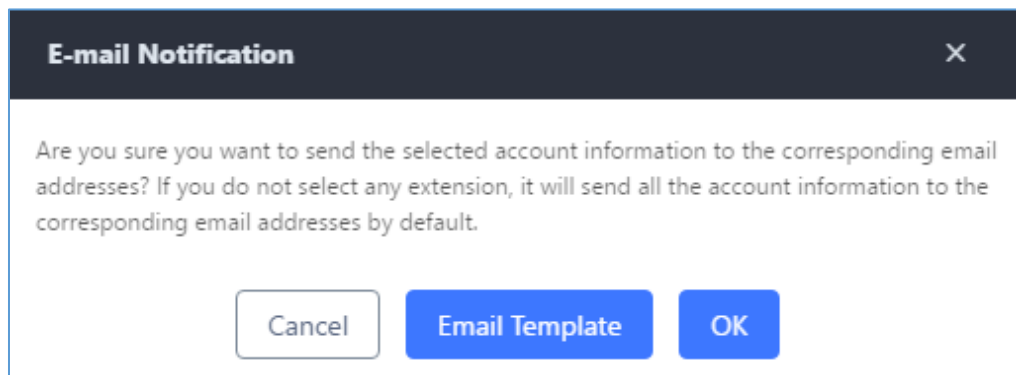 E-mail Notification
Are you sure you want to send the selected account information to the corresponding email
addresses? If you do not select any extension, it will send all the account information to the
corresponding email addresses by default.
Cancel Email Template OK